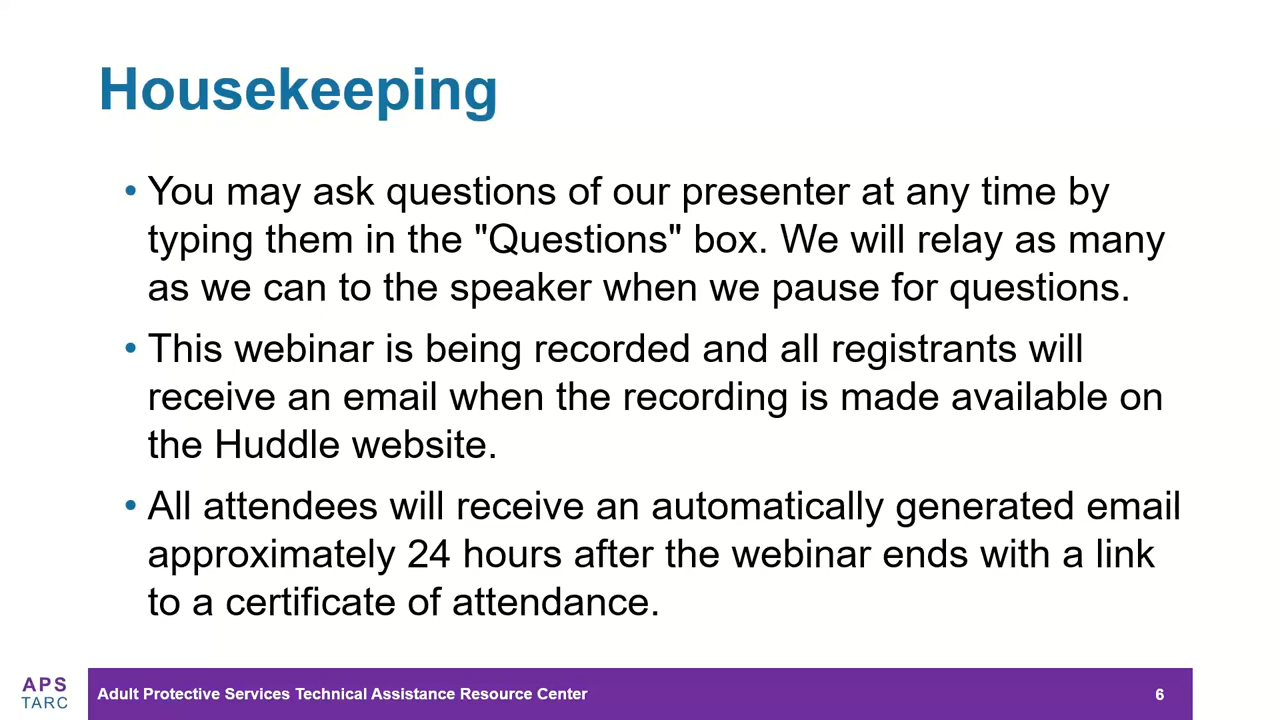 Housekeeping
• You may ask questions of our presenter at any time by
typing them in the "Questions" box. We will relay as many
as we can to the speaker when we pause for questions.
• This webinar is being recorded and all registrants will
receive an email when the recording is made available on
the Huddle website.
• All attendees will receive an automatically generated email
approximately 24 hours after the webinar ends with a link
to a certificate of attendance.
APS
TARC
Adult Protective Services Technical Assistance Resource Center
6